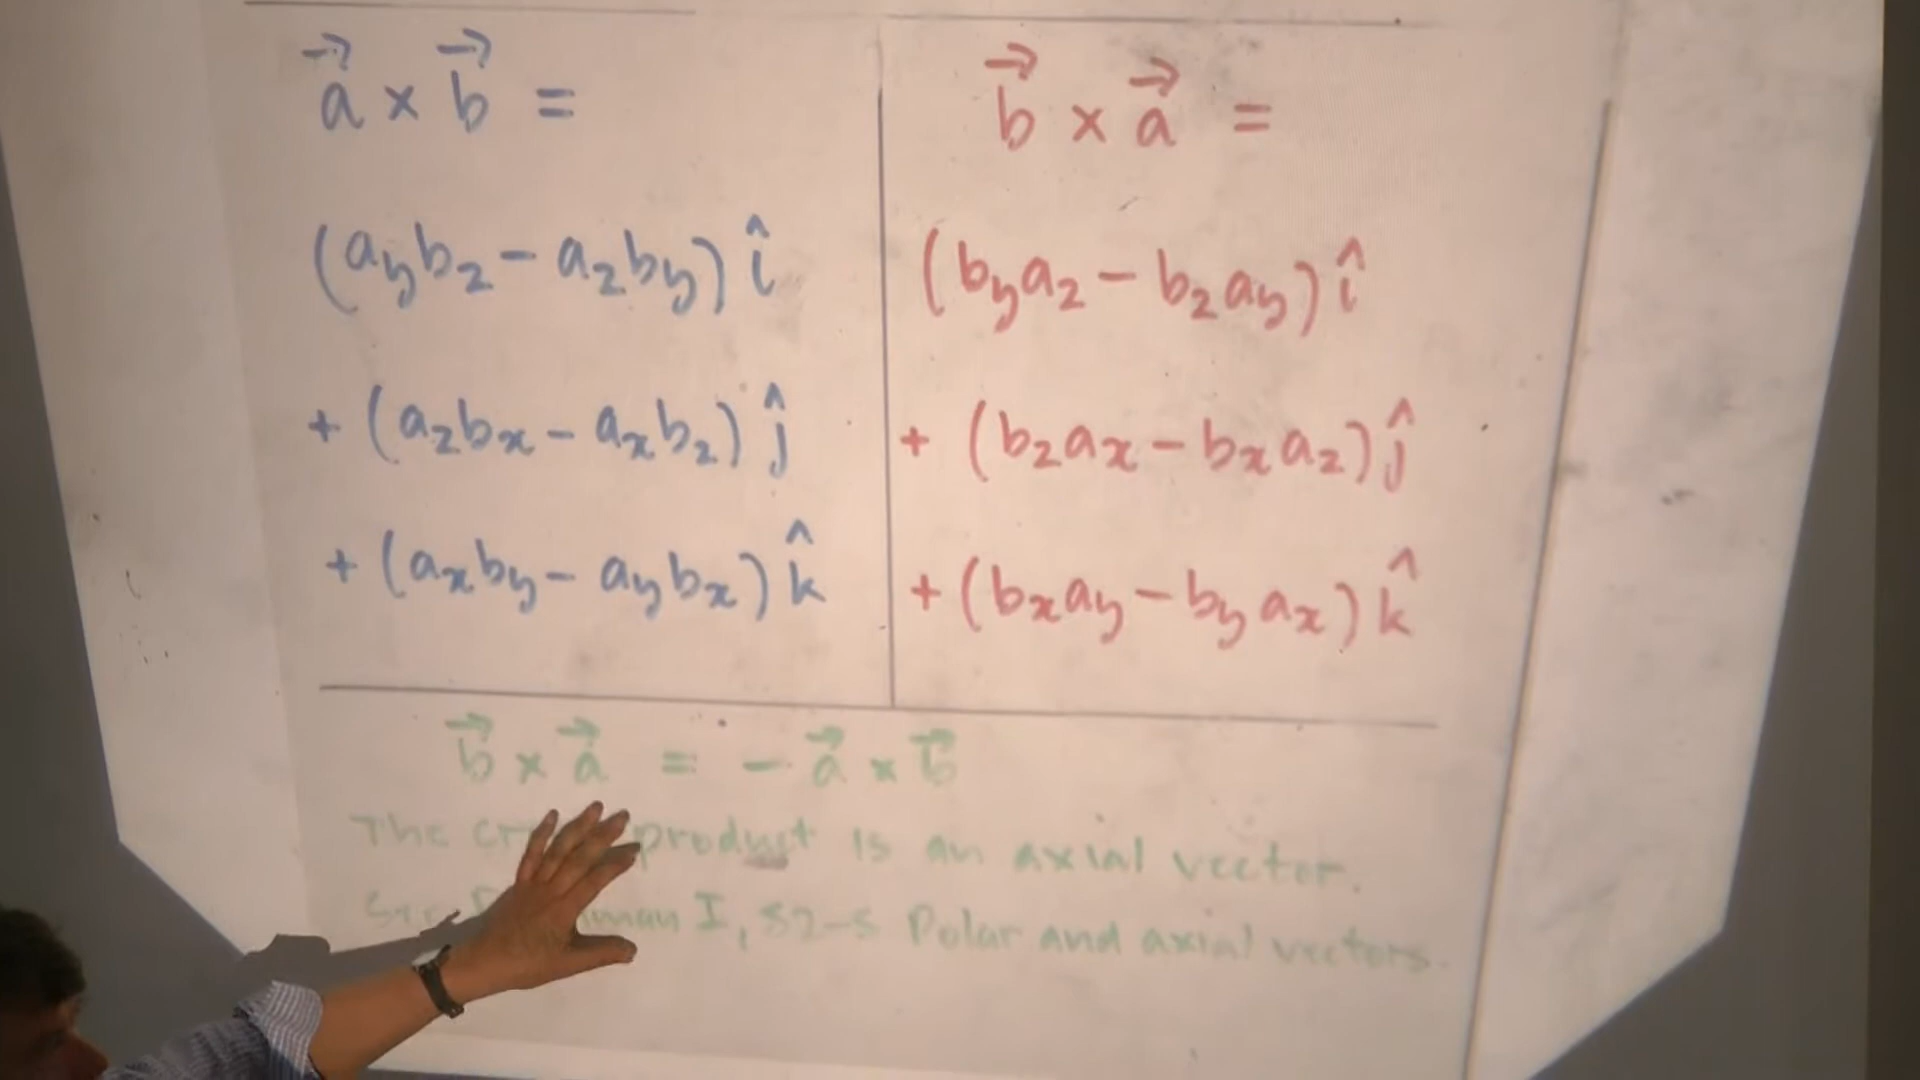 a⃗ × b⃗ =
(a_y b_z − a_z b_y) î
+ (a_z b_x − a_x b_z) ĵ
+ (a_x b_y − a_y b_x) k̂
b⃗ × a⃗ =
(b_y a_z − b_z a_y) î
+ (b_z a_x − b_x a_z) ĵ
+ (b_x a_y − b_y a_x) k̂
b⃗ × a⃗ = − a⃗ × b⃗
The product is an axial vector.
I, 52-5 Polar and axial vectors.